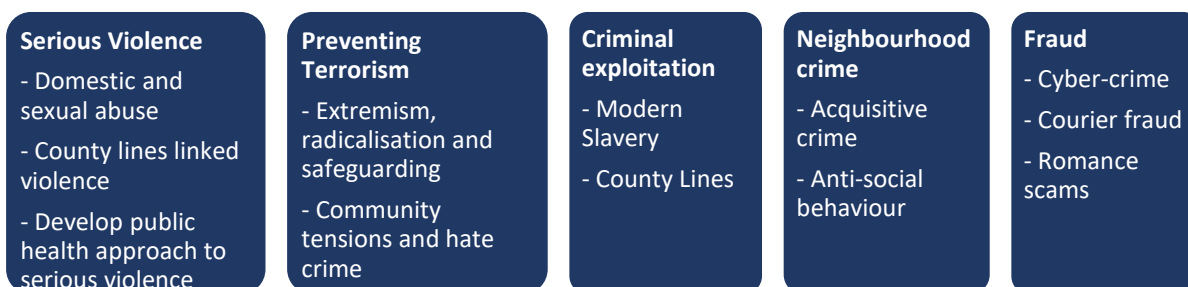 Serious Violence
- Domestic and
sexual abuse
- County lines linked
violence
- Develop public
health approach to
serious violence
Preventing
Terrorism
- Extremism,
radicalisation and
safeguarding
- Community
tensions and hate
crime
Criminal
exploitation
- Modern
Slavery
- County Lines
Neighbourhood
crime
- Acquisitive
crime
- Anti-social
behaviour
Fraud
- Cyber-crime
- Courier fraud
- Romance
scams